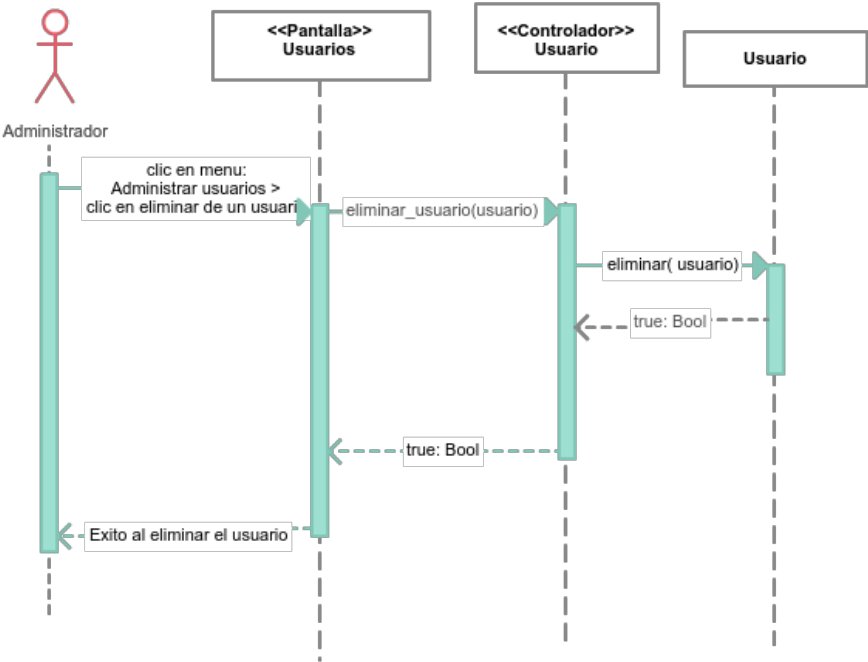 <<Pantalla>>
Usuarios
<<Controlador>>
Usuario
Usuario
Administrador
clic en menu:
Administrar usuarios >
clic en eliminar de un usuari
eliminar_usuario(usuario)
eliminar( usuario)
true: Bool
true: Bool
Exito al eliminar el usuario